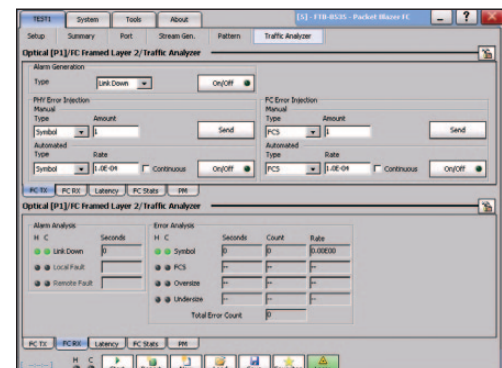 TEST1 System Tools About [5] - FTB-8535 - Packet Blazer FC ?
Setup Summary Port Stream Gen. Pattern Traffic Analyzer
Optical [P1]/FC Framed Layer 2/Traffic Analyzer
Alarm Generation
Type Link Down On/Off
PHY Error Injection FC Error Injection
Manual Manual
Type Amount Type Amount
Symbol 1 Send FCS 1 Send
Automated Automated
Type Rate Type Rate
Symbol 1.0E-04 Continuous On/Off FCS 1.0E-04 Continuous On/Off
FC TX FC RX Latency FC Stats PM
Optical [P1]/FC Framed Layer 2/Traffic Analyzer
Alarm Analysis Error Analysis
H C Seconds H C Seconds Count Rate
Link Down 0 Symbol 0 0 0.00E00
Local Fault FCS -- -- --
Remote Fault Oversize -- -- --
Undersize -- -- --
Total Error Count 0
FC TX FC RX Latency FC Stats PM
H C